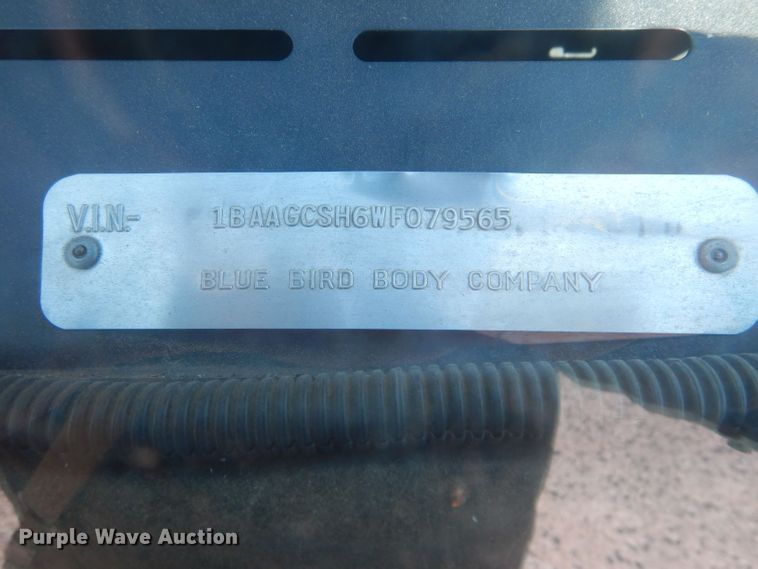 V.I.N.- 1BAAGCSH6WF079565
BLUE BIRD BODY COMPANY
Purple Wave Auction